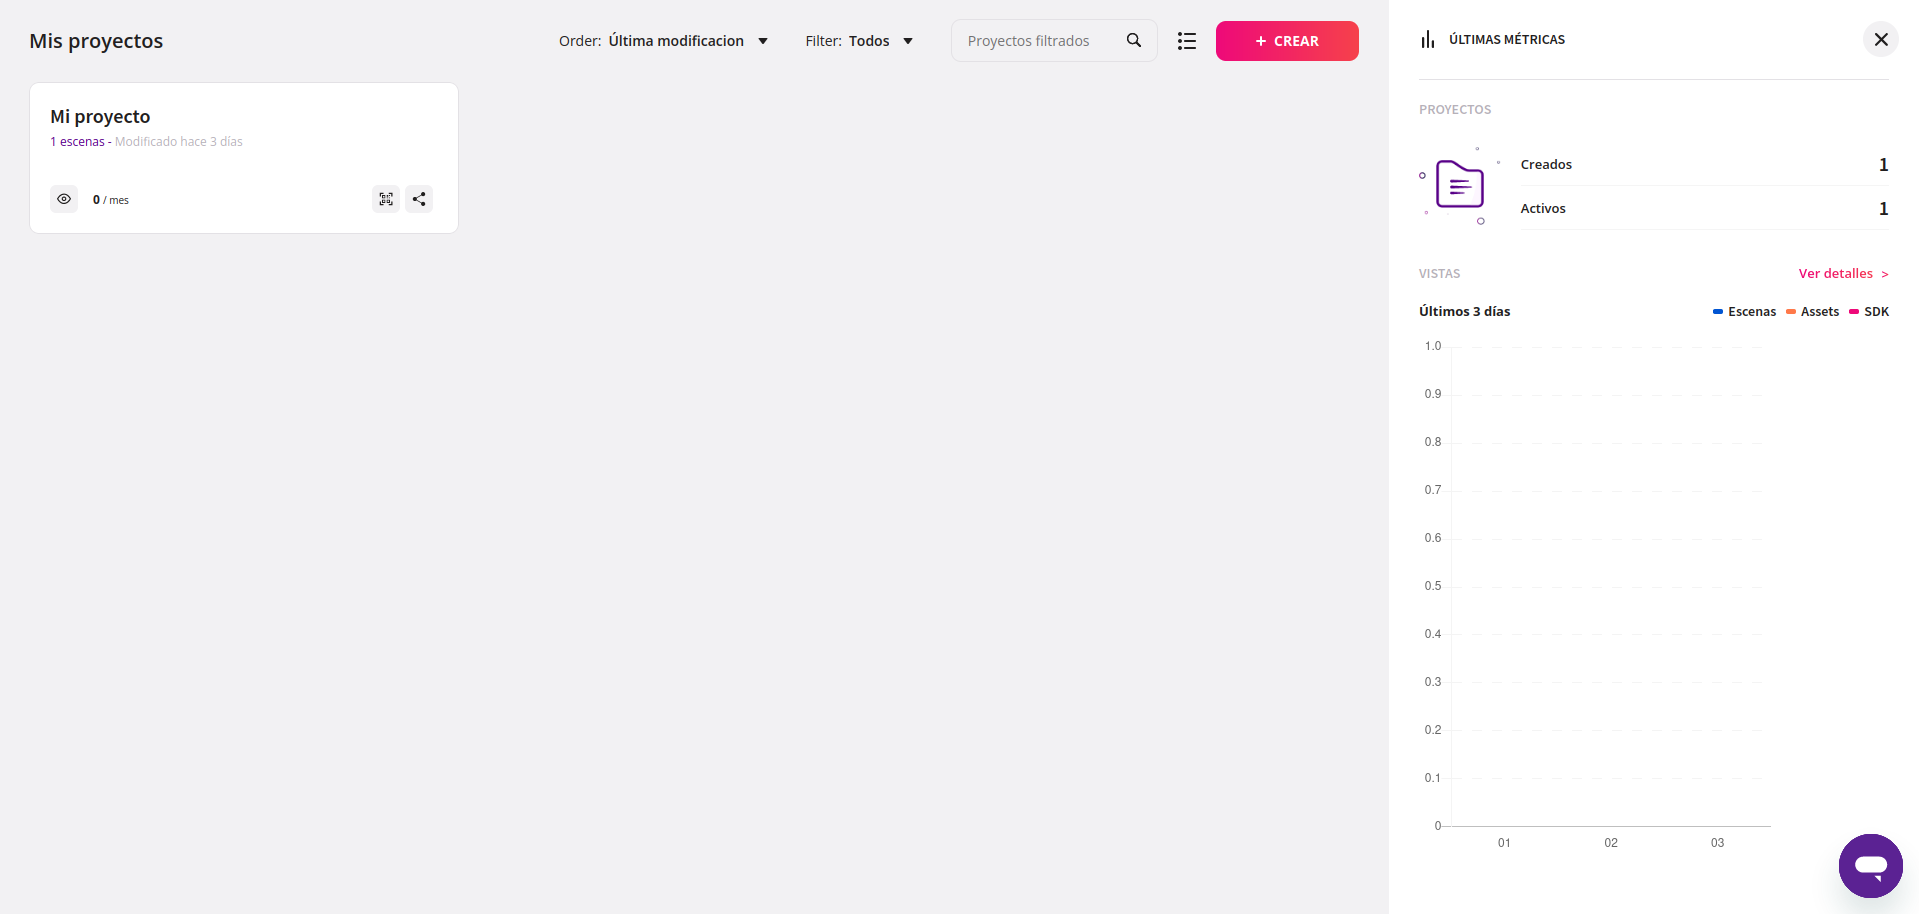 Mis proyectos
Order: Última modificacion
Filter: Todos
Proyectos filtrados
+ CREAR
Mi proyecto
1 escenas - Modificado hace 3 días
0 / mes
ÚLTIMAS MÉTRICAS
PROYECTOS
Creados 1
Activos 1
VISTAS
Ver detalles >
Últimos 3 días
Escenas Assets SDK
1.0
0.9
0.8
0.7
0.6
0.5
0.4
0.3
0.2
0.1
0
01 02 03